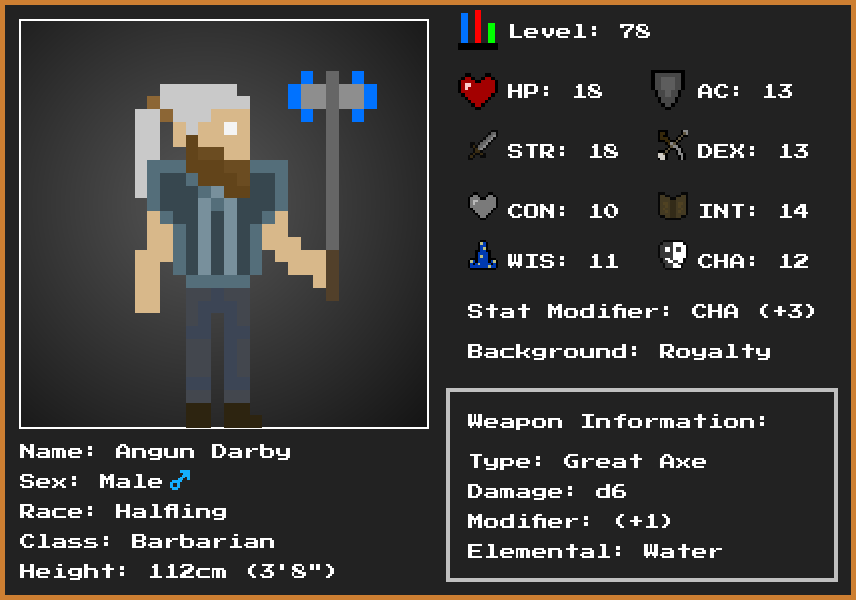 Level: 78
HP: 18 AC: 13
STR: 18 DEX: 13
CON: 10 INT: 14
WIS: 11 CHA: 12
Stat Modifier: CHA (+3)
Background: Royalty
Weapon Information:
Type: Great Axe
Damage: d6
Modifier: (+1)
Elemental: Water
Name: Angun Darby
Sex: Male ♂
Race: Halfling
Class: Barbarian
Height: 112cm (3'8")